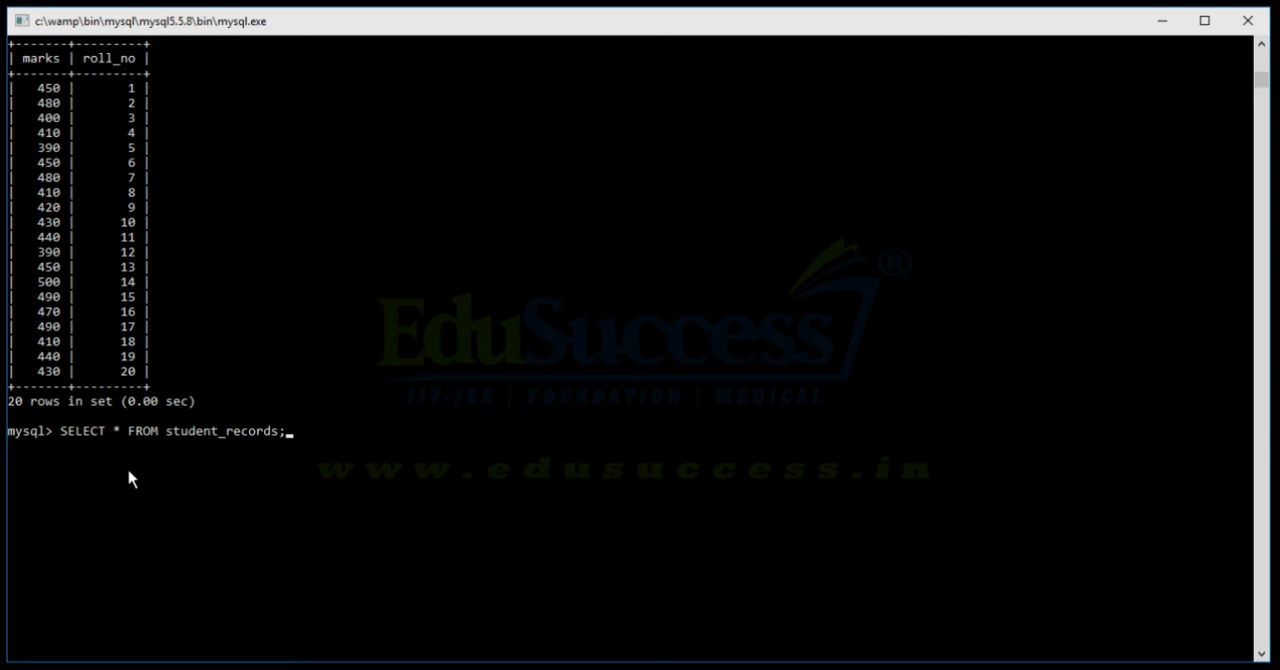 c:\wamp\bin\mysql\mysql5.5.8\bin\mysql.exe
+-------+---------+
| marks | roll_no |
+-------+---------+
| 450 | 1 |
| 480 | 2 |
| 400 | 3 |
| 410 | 4 |
| 390 | 5 |
| 450 | 6 |
| 480 | 7 |
| 410 | 8 |
| 420 | 9 |
| 430 | 10 |
| 440 | 11 |
| 390 | 12 |
| 450 | 13 |
| 500 | 14 |
| 490 | 15 |
| 470 | 16 |
| 490 | 17 |
| 410 | 18 |
| 440 | 19 |
| 430 | 20 |
+-------+---------+
20 rows in set (0.00 sec)
mysql> SELECT * FROM student_records;
EduSuccess ®
IIT-JEE | FOUNDATION | MEDICAL
www.edusuccess.in